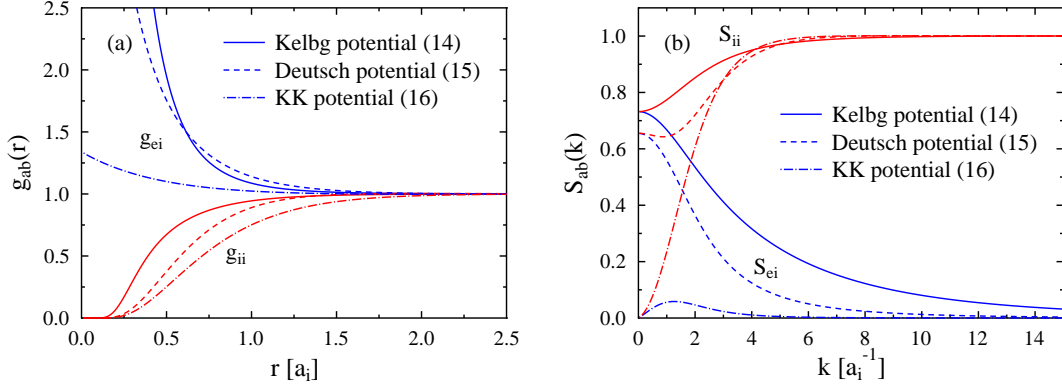 2.5
2.0
1.5
1.0
0.5
0.0
g_ab(r)
(a)
Kelbg potential (14)
Deutsch potential (15)
KK potential (16)
g_ei
g_ii
0.0 0.5 1.0 1.5 2.0 2.5
r [a_i]
1.0
0.8
0.6
0.4
0.2
0.0
S_ab(k)
(b)
S_ii
Kelbg potential (14)
Deutsch potential (15)
KK potential (16)
S_ei
0 2 4 6 8 10 12 14
k [a_i^-1]